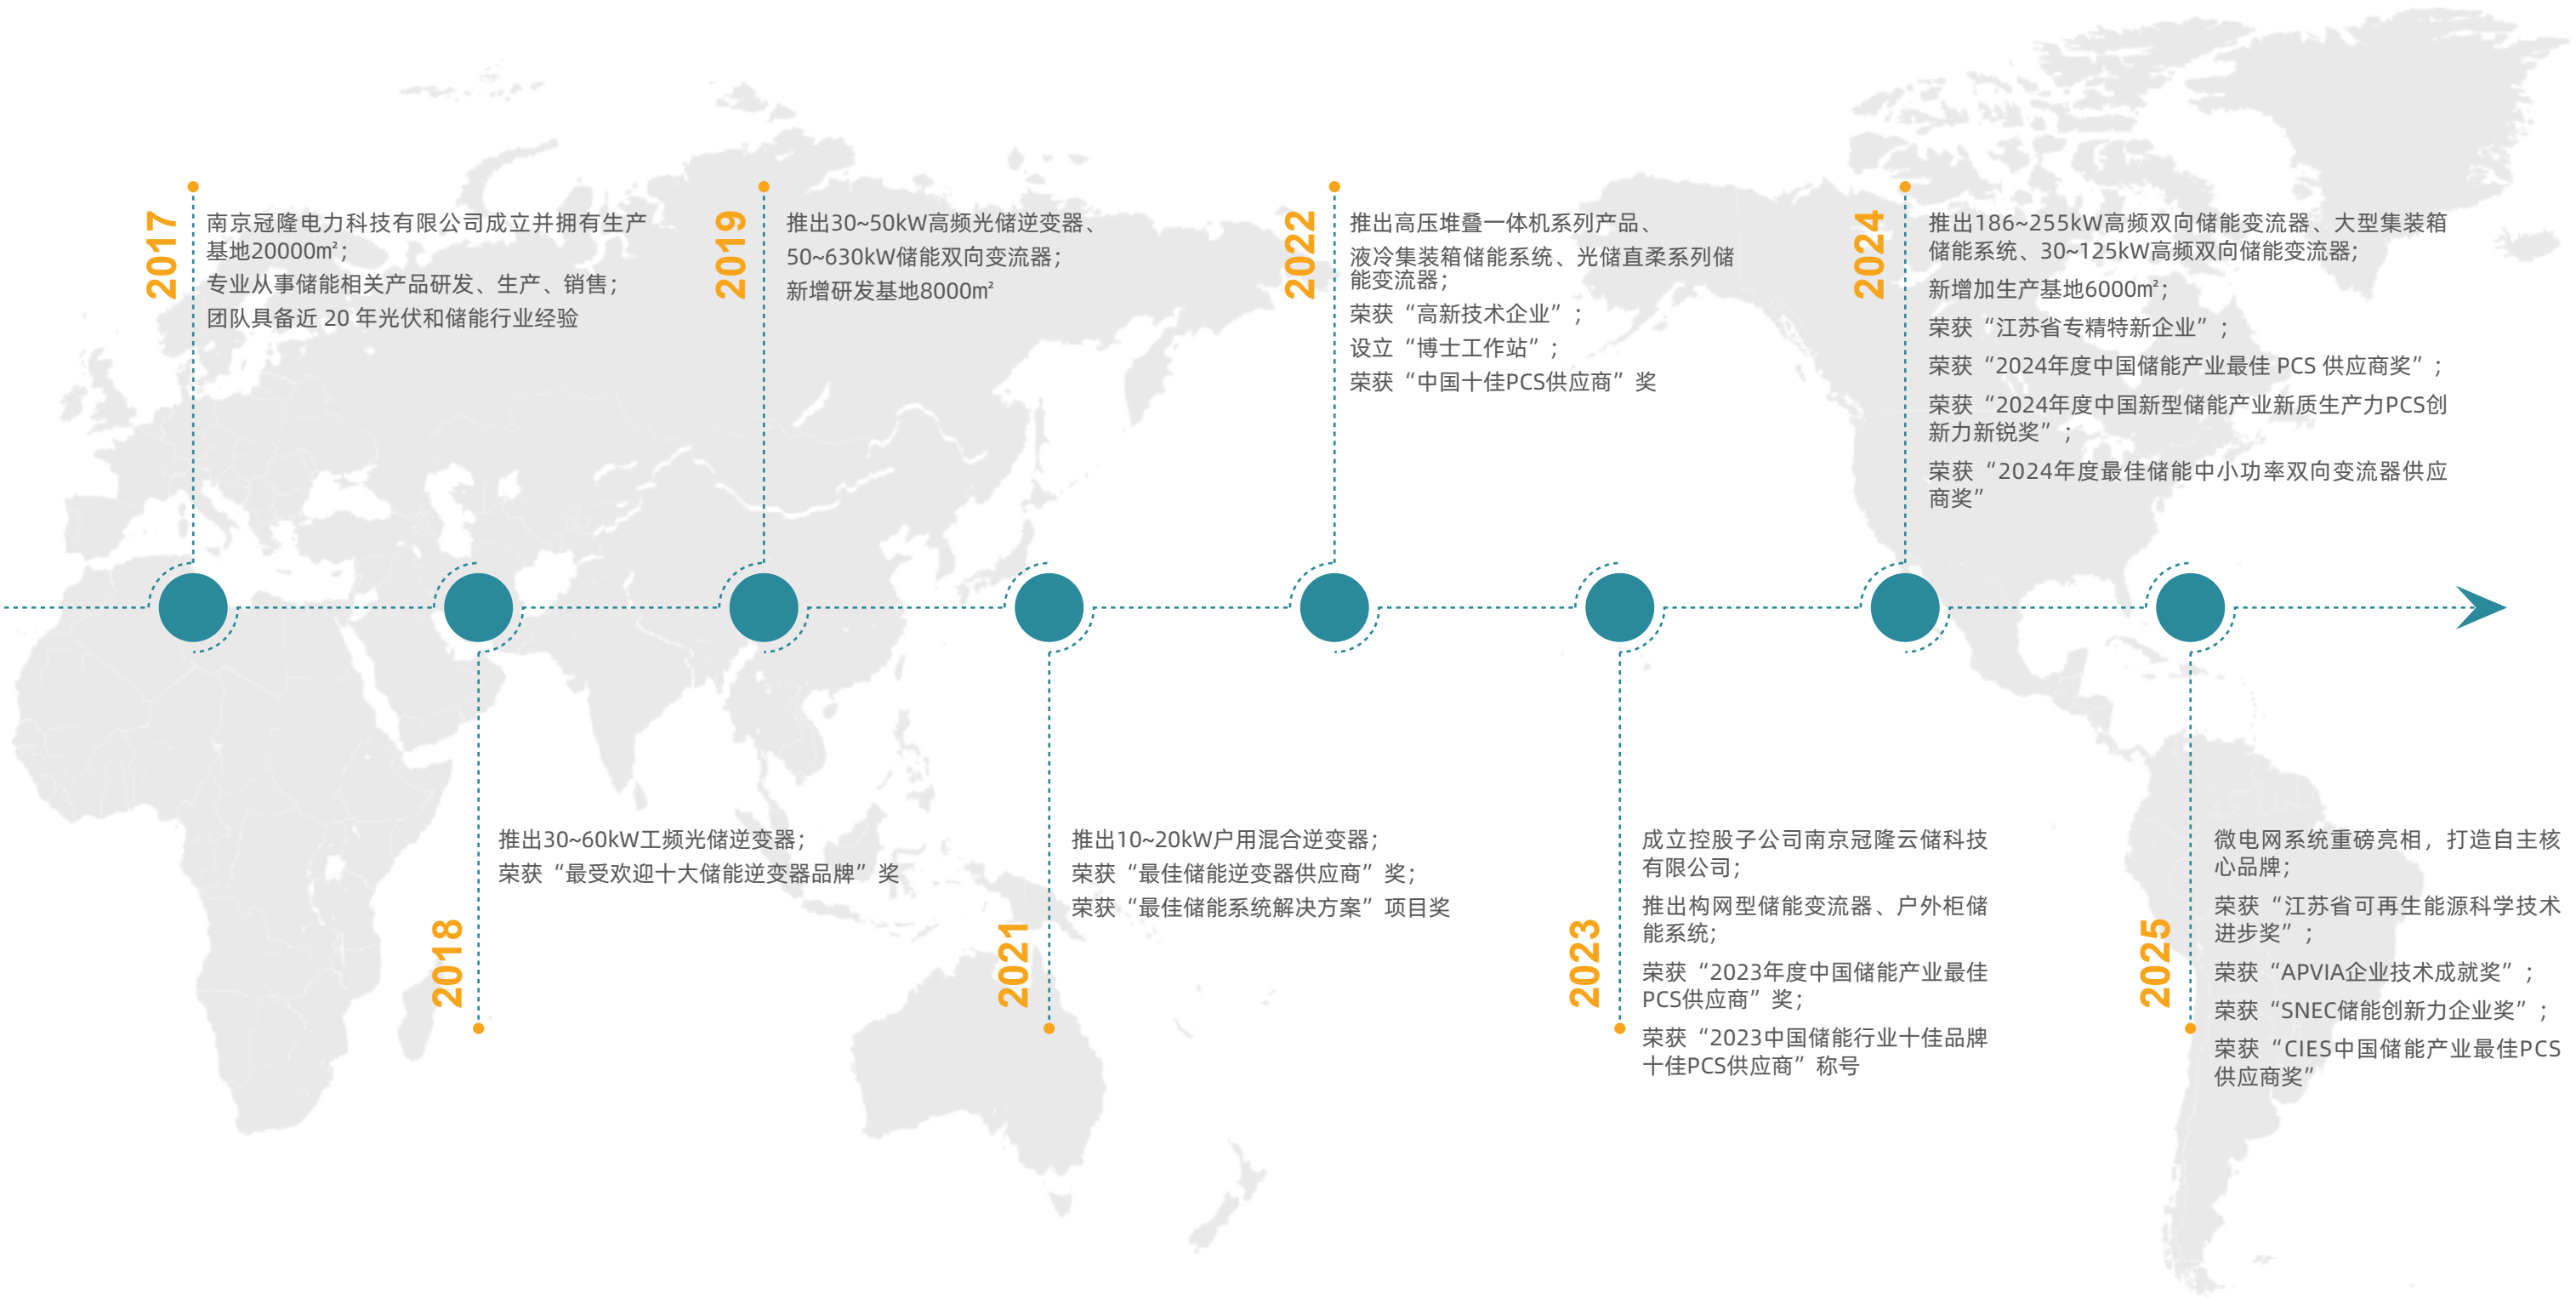 2017
南京冠隆电力科技有限公司成立并拥有生产
基地20000㎡；
专业从事储能相关产品研发、生产、销售；
团队具备近 20 年光伏和储能行业经验
2019
推出30~50kW高频光储逆变器、
50~630kW储能双向变流器；
新增研发基地8000㎡
2022
推出高压堆叠一体机系列产品、
液冷集装箱储能系统、光储直柔系列储
能变流器；
荣获“高新技术企业”；
设立“博士工作站”；
荣获“中国十佳PCS供应商”奖
2024
推出186~255kW高频双向储能变流器、大型集装箱
储能系统、30~125kW高频双向储能变流器；
新增加生产基地6000㎡；
荣获“江苏省专精特新企业”；
荣获“2024年度中国储能产业最佳 PCS 供应商奖”；
荣获“2024年度中国新型储能产业新质生产力PCS创
新力新锐奖”；
荣获“2024年度最佳储能中小功率双向变流器供应
商奖”
2018
推出30~60kW工频光储逆变器；
荣获“最受欢迎十大储能逆变器品牌”奖
2021
推出10~20kW户用混合逆变器；
荣获“最佳储能逆变器供应商”奖；
荣获“最佳储能系统解决方案”项目奖
2023
成立控股子公司南京冠隆云储科技
有限公司；
推出构网型储能变流器、户外柜储
能系统；
荣获“2023年度中国储能产业最佳
PCS供应商”奖；
荣获“2023中国储能行业十佳品牌
十佳PCS供应商”称号
2025
微电网系统重磅亮相，打造自主核
心品牌；
荣获“江苏省可再生能源科学技术
进步奖”；
荣获“APVIA企业技术成就奖”；
荣获“SNEC储能创新力企业奖”；
荣获“CIES中国储能产业最佳PCS
供应商奖”